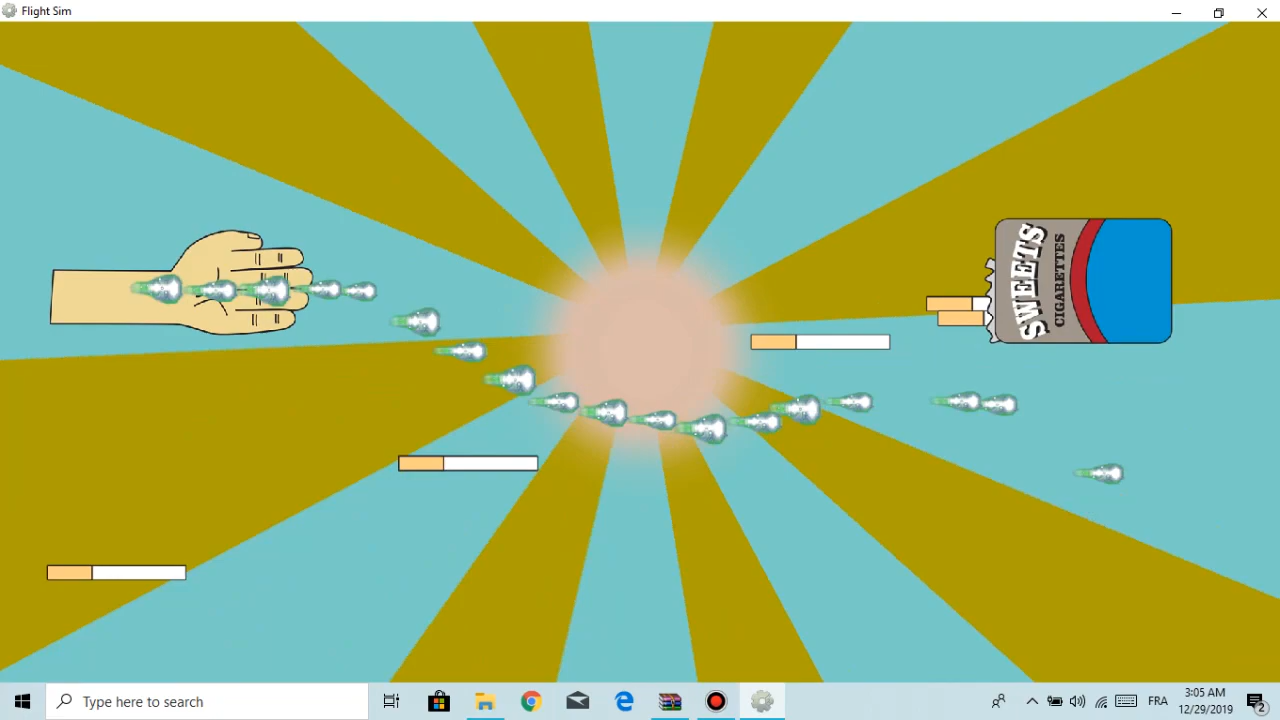 Flight Sim
SWEETS
CIGARETTES
Type here to search
FRA
3:05 AM
12/29/2019
2